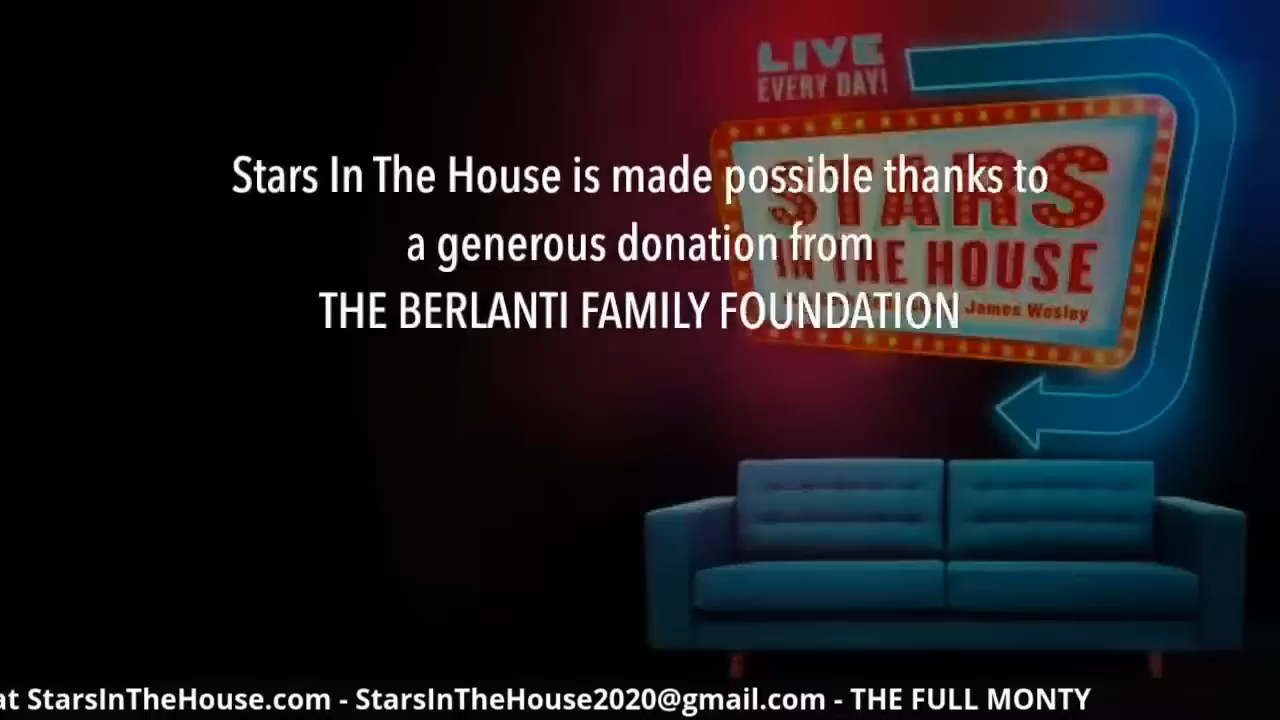 LIVE
EVERY DAY!
Stars In The House is made possible thanks to
a generous donation from
THE BERLANTI FAMILY FOUNDATION
STARS
IN THE HOUSE
James Wesley
at StarsInTheHouse.com - StarsInTheHouse2020@gmail.com - THE FULL MONTY